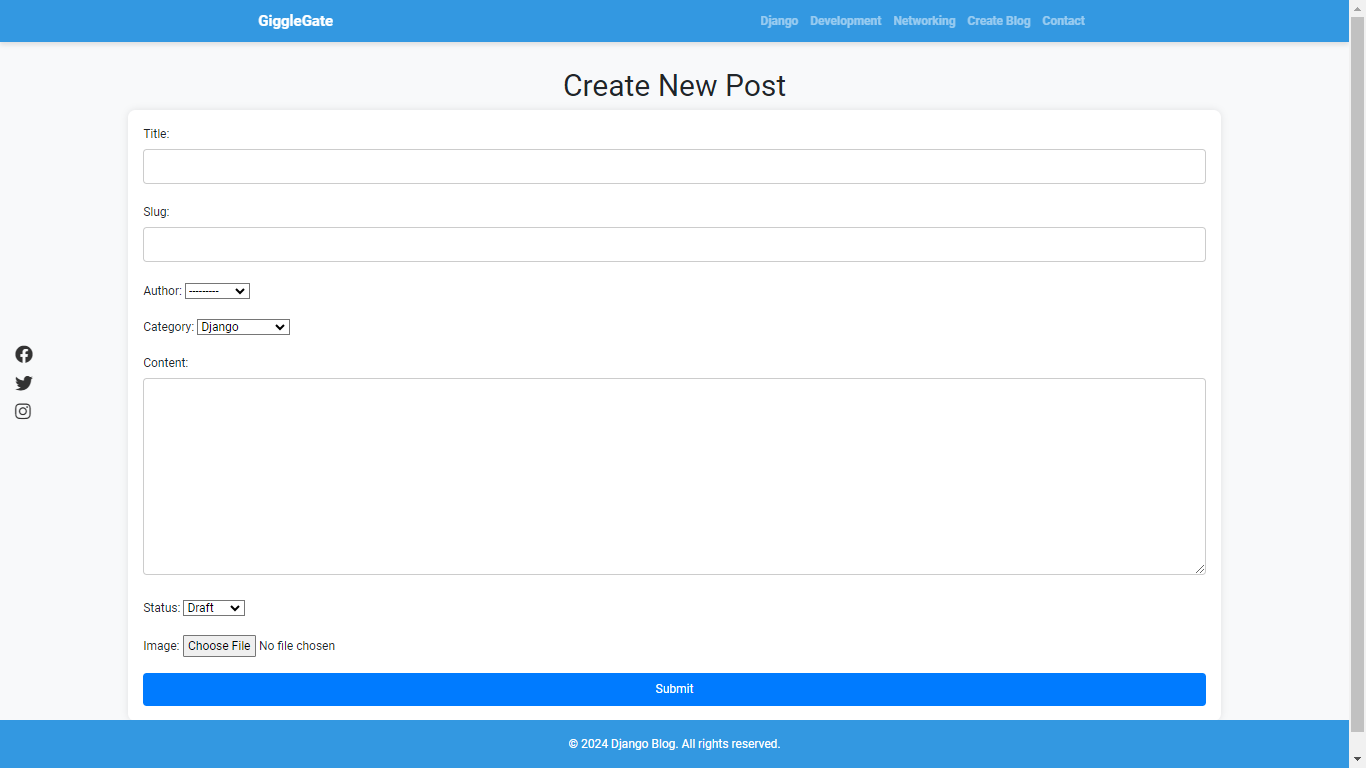 GiggleGate Django Development Networking Create Blog Contact
Create New Post
Title:
Slug:
Author: ---------
Category: Django
Content:
Status: Draft
Image: Choose File No file chosen
Submit
© 2024 Django Blog. All rights reserved.